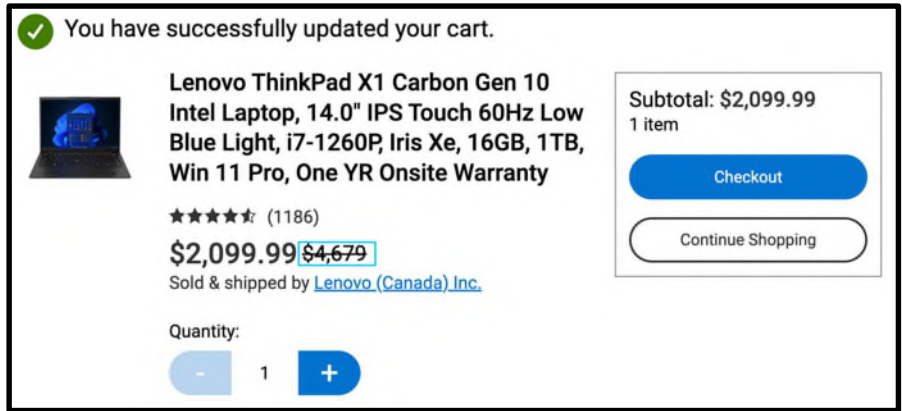 You have successfully updated your cart.
Lenovo ThinkPad X1 Carbon Gen 10
Intel Laptop, 14.0" IPS Touch 60Hz Low
Blue Light, i7-1260P, Iris Xe, 16GB, 1TB,
Win 11 Pro, One YR Onsite Warranty
(1186)
$2,099.99 $4,679
Sold & shipped by Lenovo (Canada) Inc.
Quantity:
- 1 +
Subtotal: $2,099.99
1 item
Checkout
Continue Shopping